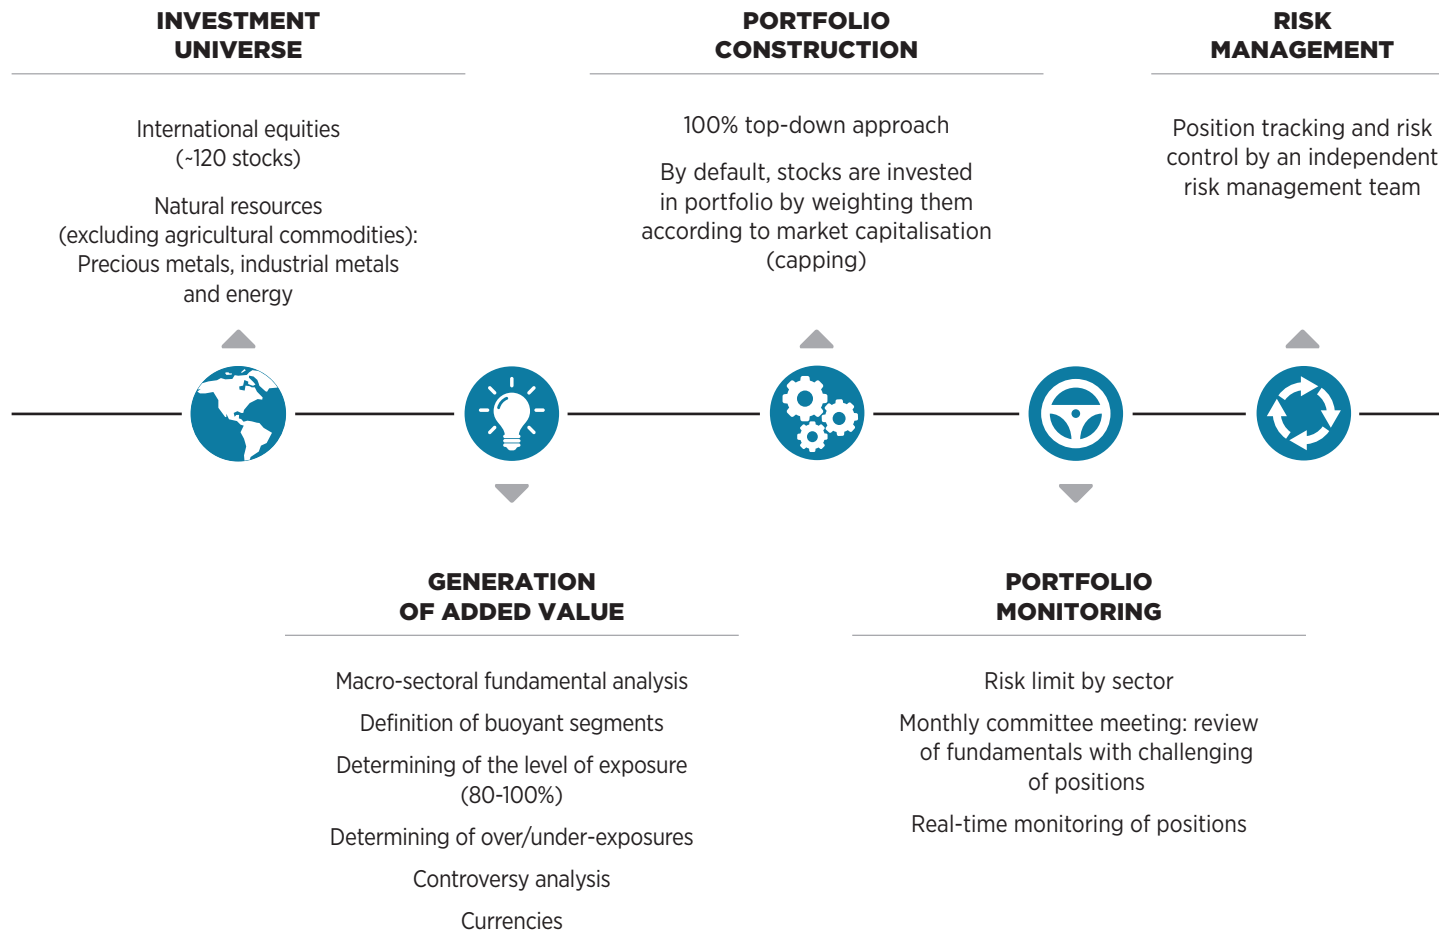 INVESTMENT
UNIVERSE
International equities
(~120 stocks)
Natural resources
(excluding agricultural commodities):
Precious metals, industrial metals
and energy
GENERATION
OF ADDED VALUE
Macro-sectoral fundamental analysis
Definition of buoyant segments
Determining of the level of exposure
(80-100%)
Determining of over/under-exposures
Controversy analysis
Currencies
PORTFOLIO
CONSTRUCTION
100% top-down approach
By default, stocks are invested
in portfolio by weighting them
according to market capitalisation
(capping)
PORTFOLIO
MONITORING
Risk limit by sector
Monthly committee meeting: review
of fundamentals with challenging
of positions
Real-time monitoring of positions
RISK
MANAGEMENT
Position tracking and risk
control by an independent
risk management team